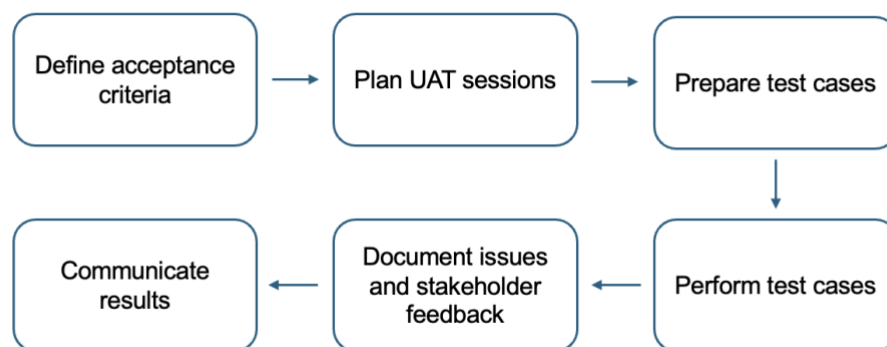 Define acceptance
criteria
Plan UAT sessions
Prepare test cases
Perform test cases
Document issues
and stakeholder
feedback
Communicate
results